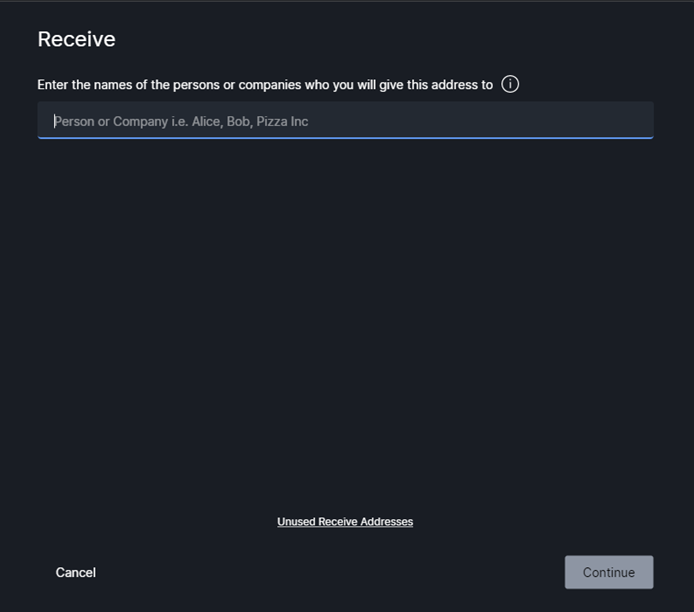 Receive
Enter the names of the persons or companies who you will give this address to
Person or Company i.e. Alice, Bob, Pizza Inc
Unused Receive Addresses
Cancel
Continue